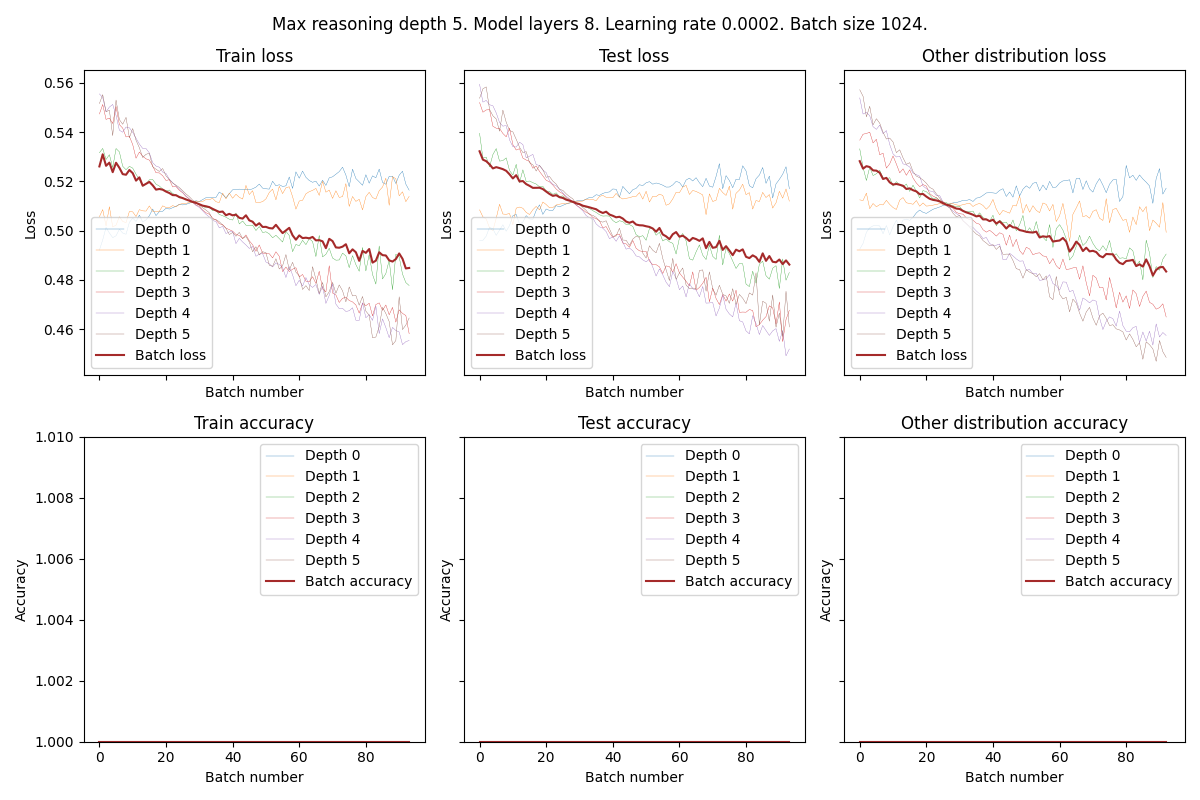 Max reasoning depth 5. Model layers 8. Learning rate 0.0002. Batch size 1024.
Train loss
Loss
0.56
0.54
0.52
0.50
0.48
0.46
Depth 0
Depth 1
Depth 2
Depth 3
Depth 4
Depth 5
Batch loss
Batch number
Test loss
Loss
Depth 0
Depth 1
Depth 2
Depth 3
Depth 4
Depth 5
Batch loss
Batch number
Other distribution loss
Loss
Depth 0
Depth 1
Depth 2
Depth 3
Depth 4
Depth 5
Batch loss
Batch number
Train accuracy
Accuracy
1.010
1.008
1.006
1.004
1.002
1.000
Depth 0
Depth 1
Depth 2
Depth 3
Depth 4
Depth 5
Batch accuracy
0 20 40 60 80
Batch number
Test accuracy
Accuracy
Depth 0
Depth 1
Depth 2
Depth 3
Depth 4
Depth 5
Batch accuracy
0 20 40 60 80
Batch number
Other distribution accuracy
Accuracy
Depth 0
Depth 1
Depth 2
Depth 3
Depth 4
Depth 5
Batch accuracy
0 20 40 60 80
Batch number